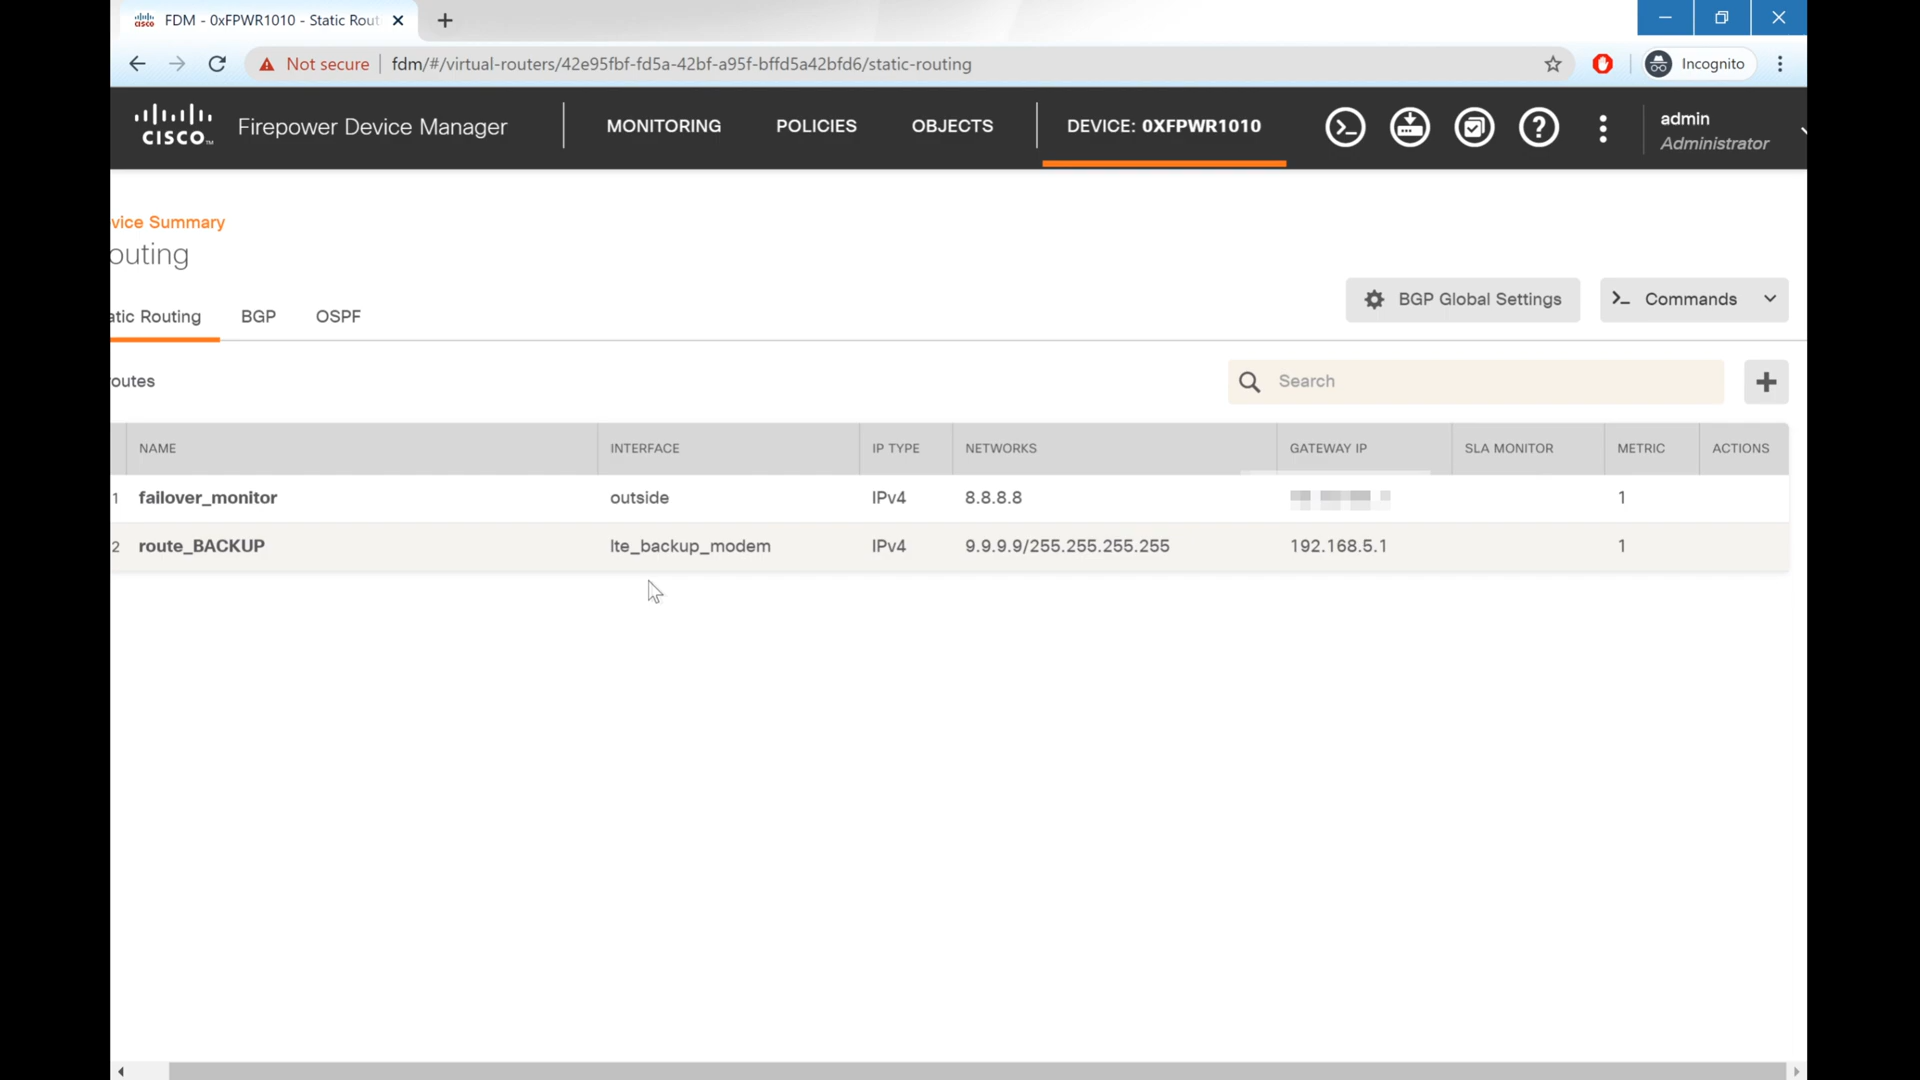 FDM - 0xFPWR1010 - Static Rout
Not secure fdm/#/virtual-routers/42e95fbf-fd5a-42bf-a95f-bffd5a42bfd6/static-routing Incognito
CISCO Firepower Device Manager MONITORING POLICIES OBJECTS DEVICE: 0XFPWR1010 admin
Administrator
vice Summary
outing
BGP Global Settings Commands
atic Routing BGP OSPF
outes Search
NAME INTERFACE IP TYPE NETWORKS GATEWAY IP SLA MONITOR METRIC ACTIONS
1 failover_monitor outside IPv4 8.8.8.8 1
2 route_BACKUP lte_backup_modem IPv4 9.9.9.9/255.255.255.255 192.168.5.1 1